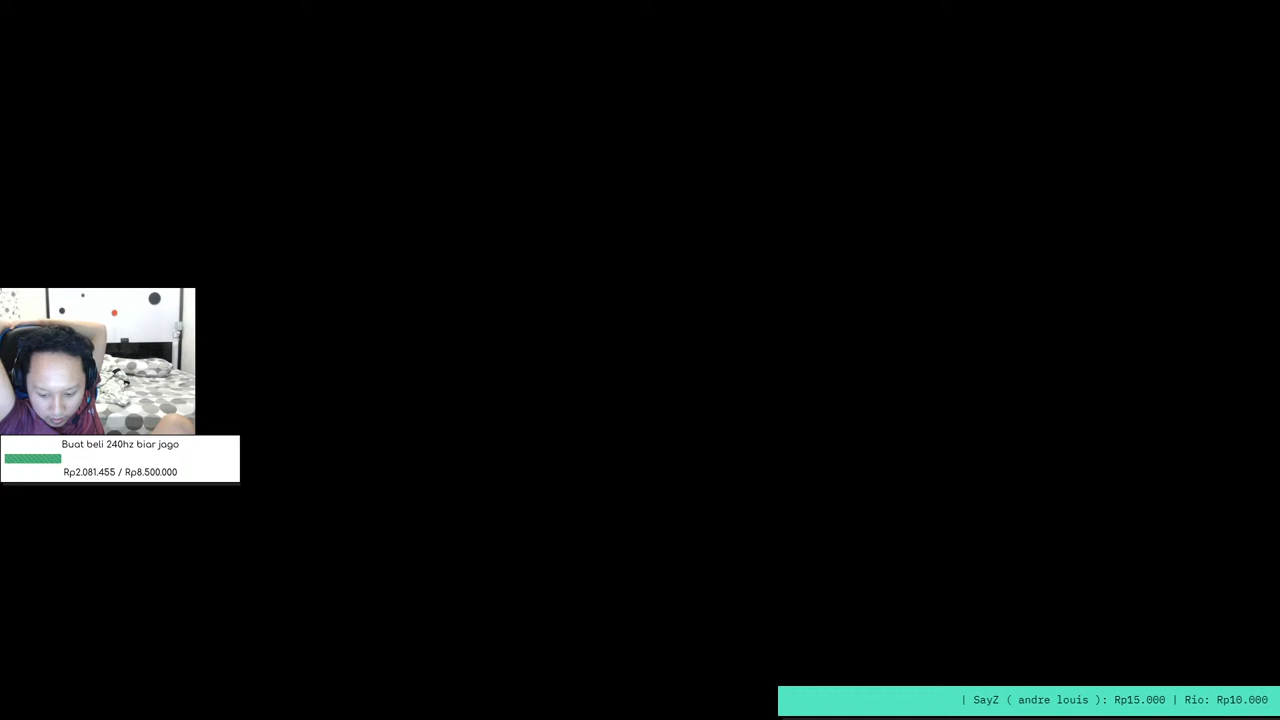 Buat beli 240hz biar jago
Rp2.081.455 / Rp8.500.000
| SayZ ( andre louis ): Rp15.000 | Rio: Rp10.000